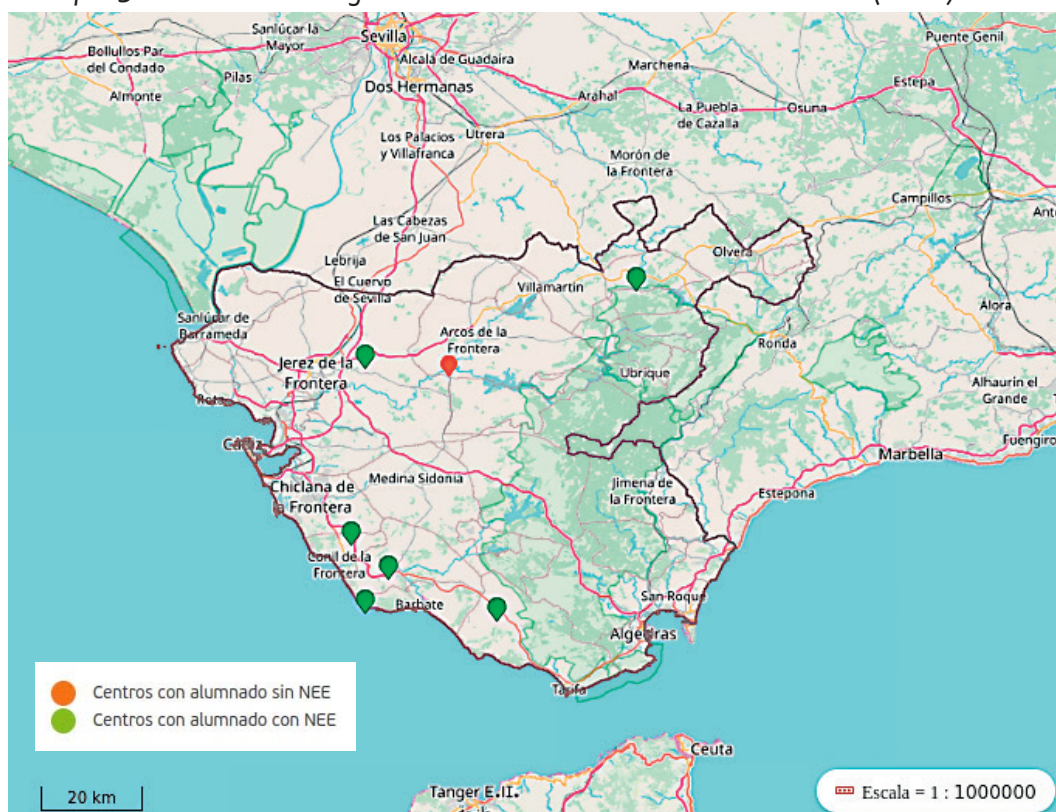 Sanlúcar la
Mayor
Sevilla
Bollullos Par
del Condado
Pilas
Alcalá de Guadaira
Marchena
Puente Genil
Estepa
Almonte
Dos Hermanas
Arahal
La Puebla
de Cazalla
Osuna
Los Palacios
y Villafranca
Utrera
Morón de
la Frontera
Campillos
Las Cabezas
de San Juan
Olvera
Lebrija
El Cuervo
de Sevilla
Villamartín
Álora
Sanlúcar de
Barrameda
Arcos de la
Frontera
Ronda
Jerez de la
Frontera
Ubrique
Alhaurín el
Grande
Rota
Cádiz
Fuengiro
Marbella
Medina Sidonia
Chiclana de
la Frontera
Jimena de
la Frontera
Estepona
Conil de la
Frontera
Barbate
San Roque
Algeciras
Tarifa
Centros con alumnado sin NEE
Centros con alumnado con NEE
Ceuta
20 km
Tanger E.I.I.
Escala = 1 : 1000000